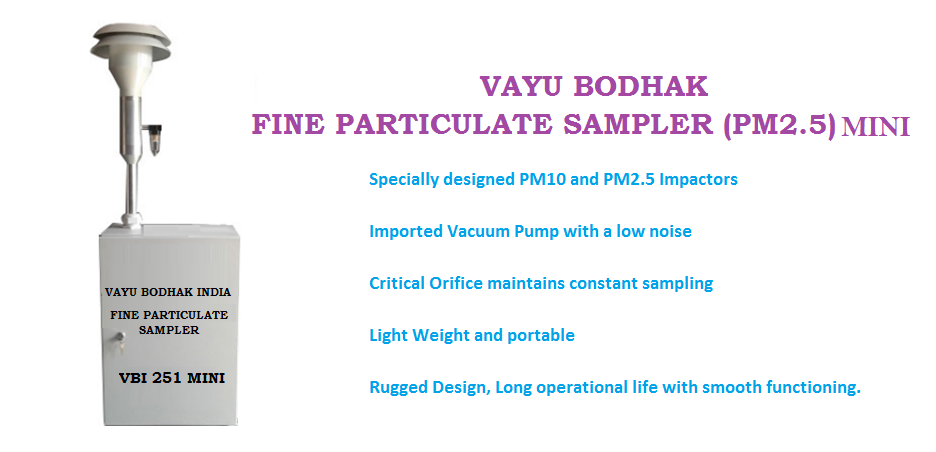 VAYU BODHAK
FINE PARTICULATE SAMPLER (PM2.5) MINI
Specially designed PM10 and PM2.5 Impactors
Imported Vacuum Pump with a low noise
Critical Orifice maintains constant sampling
Light Weight and portable
Rugged Design, Long operational life with smooth functioning.
VAYU BODHAK INDIA
FINE PARTICULATE
SAMPLER
VBI 251 MINI